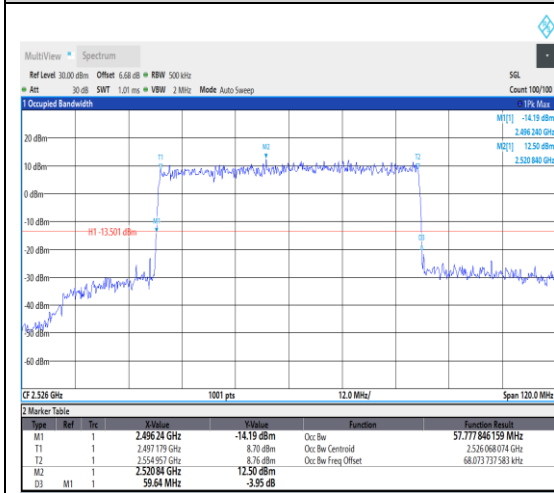 MultiView Spectrum
Ref Level 30.00 dBm Offset 6.68 dB RBW 500 kHz SGL
Att 30 dB SWT 1.01 ms VBW 2 MHz Mode Auto Sweep Count 100/100
1 Occupied Bandwidth 1Pk Max
M1[1] -14.19 dBm
2.496 240 GHz
M2[1] 12.50 dBm
2.520 840 GHz
20 dBm
T1 M2 T2
10 dBm
0 dBm
-10 dBm
M1
H1 -13.501 dBm
D3
-20 dBm
-30 dBm
-40 dBm
-50 dBm
-60 dBm
CF 2.526 GHz 1001 pts 12.0 MHz/ Span 120.0 MHz
2 Marker Table
Type Ref Trc X-Value Y-Value Function Function Result
M1 1 2.496 24 GHz -14.19 dBm Occ Bw 57.777 846 159 MHz
T1 1 2.497 179 GHz 8.70 dBm Occ Bw Centroid 2.526 068 074 GHz
T2 1 2.554 957 GHz 8.76 dBm Occ Bw Freq Offset 68.073 737 583 kHz
M2 1 2.520 84 GHz 12.50 dBm
D3 M1 1 59.64 MHz -3.95 dB